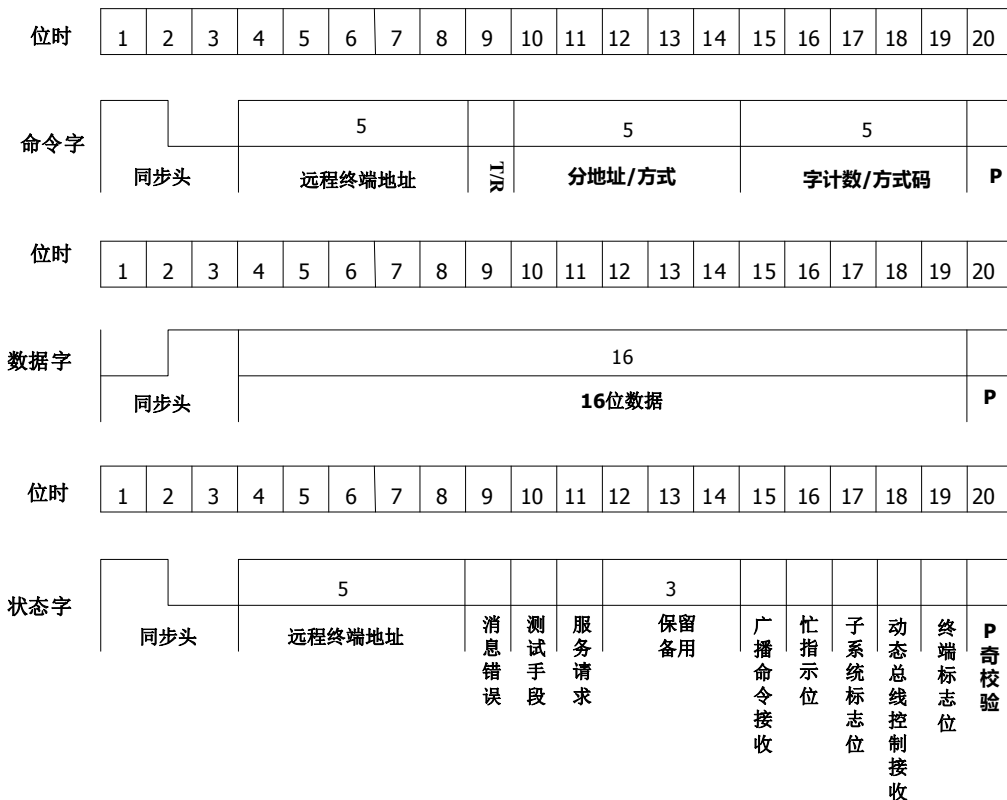 位时 1 2 3 4 5 6 7 8 9 10 11 12 13 14 15 16 17 18 19 20
命令字 5 5 5
同步头 远程终端地址 T/R 分地址/方式 字计数/方式码 P
位时 1 2 3 4 5 6 7 8 9 10 11 12 13 14 15 16 17 18 19 20
数据字 16
同步头 16位数据 P
位时 1 2 3 4 5 6 7 8 9 10 11 12 13 14 15 16 17 18 19 20
状态字 5 3
同步头 远程终端地址 消息错误 测试手段 服务请求 保留备用 广播命令接收 忙指示位 子系统标志位 动态总线控制接收 终端标志位 P奇校验